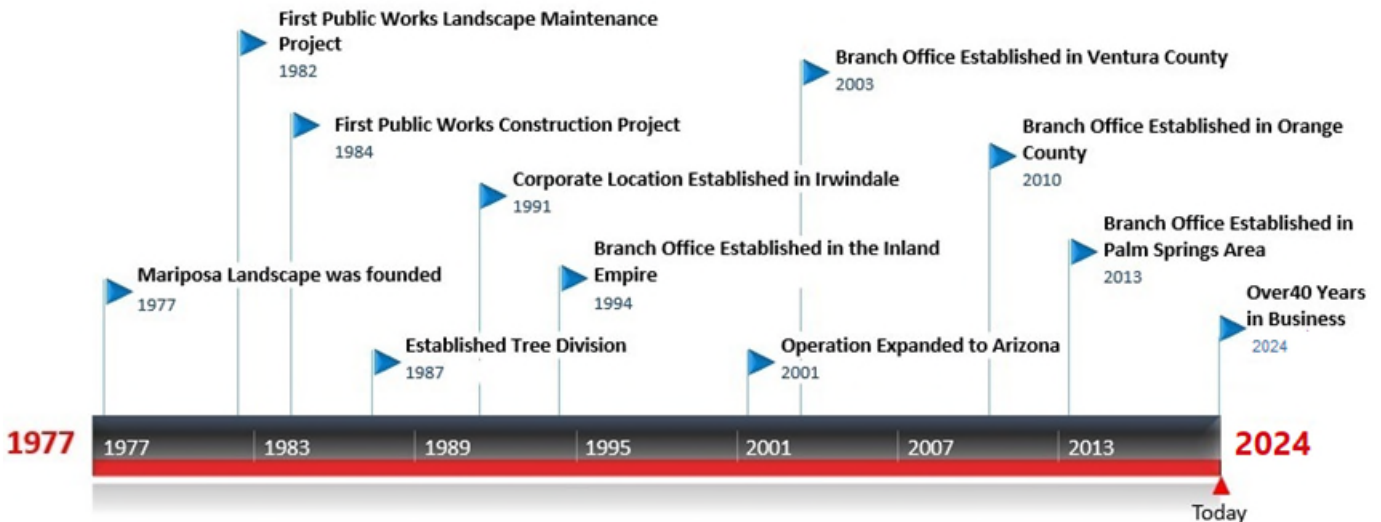 First Public Works Landscape Maintenance
Project
1982
Branch Office Established in Ventura County
2003
First Public Works Construction Project
1984
Branch Office Established in Orange
County
2010
Corporate Location Established in Irwindale
1991
Branch Office Established in
Palm Springs Area
2013
Branch Office Established in the Inland
Empire
1994
Mariposa Landscape was founded
1977
Over40 Years
in Business
2024
Established Tree Division
1987
Operation Expanded to Arizona
2001
1977
1977
1983
1989
1995
2001
2007
2013
2024
Today